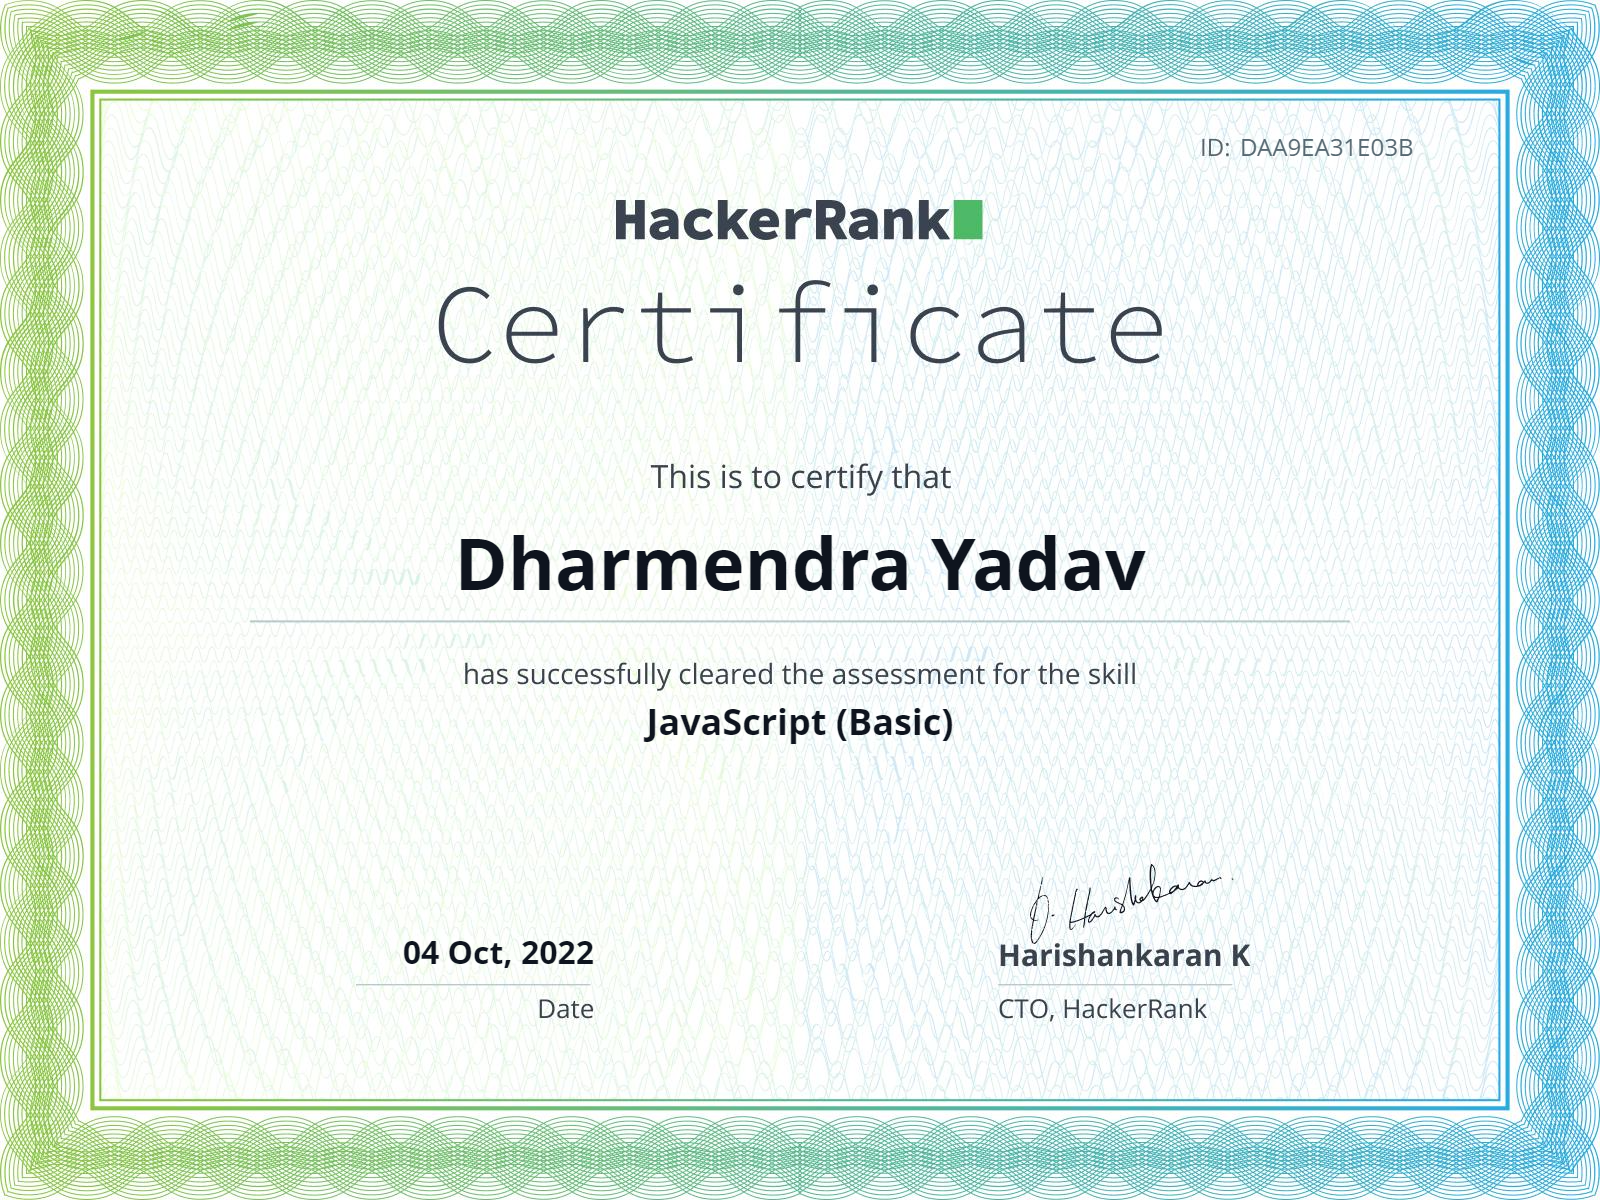 ID: DAA9EA31E03B
HackerRank
Certificate
This is to certify that
Dharmendra Yadav
has successfully cleared the assessment for the skill
JavaScript (Basic)
04 Oct, 2022
Date
Harishankaran K
CTO, HackerRank